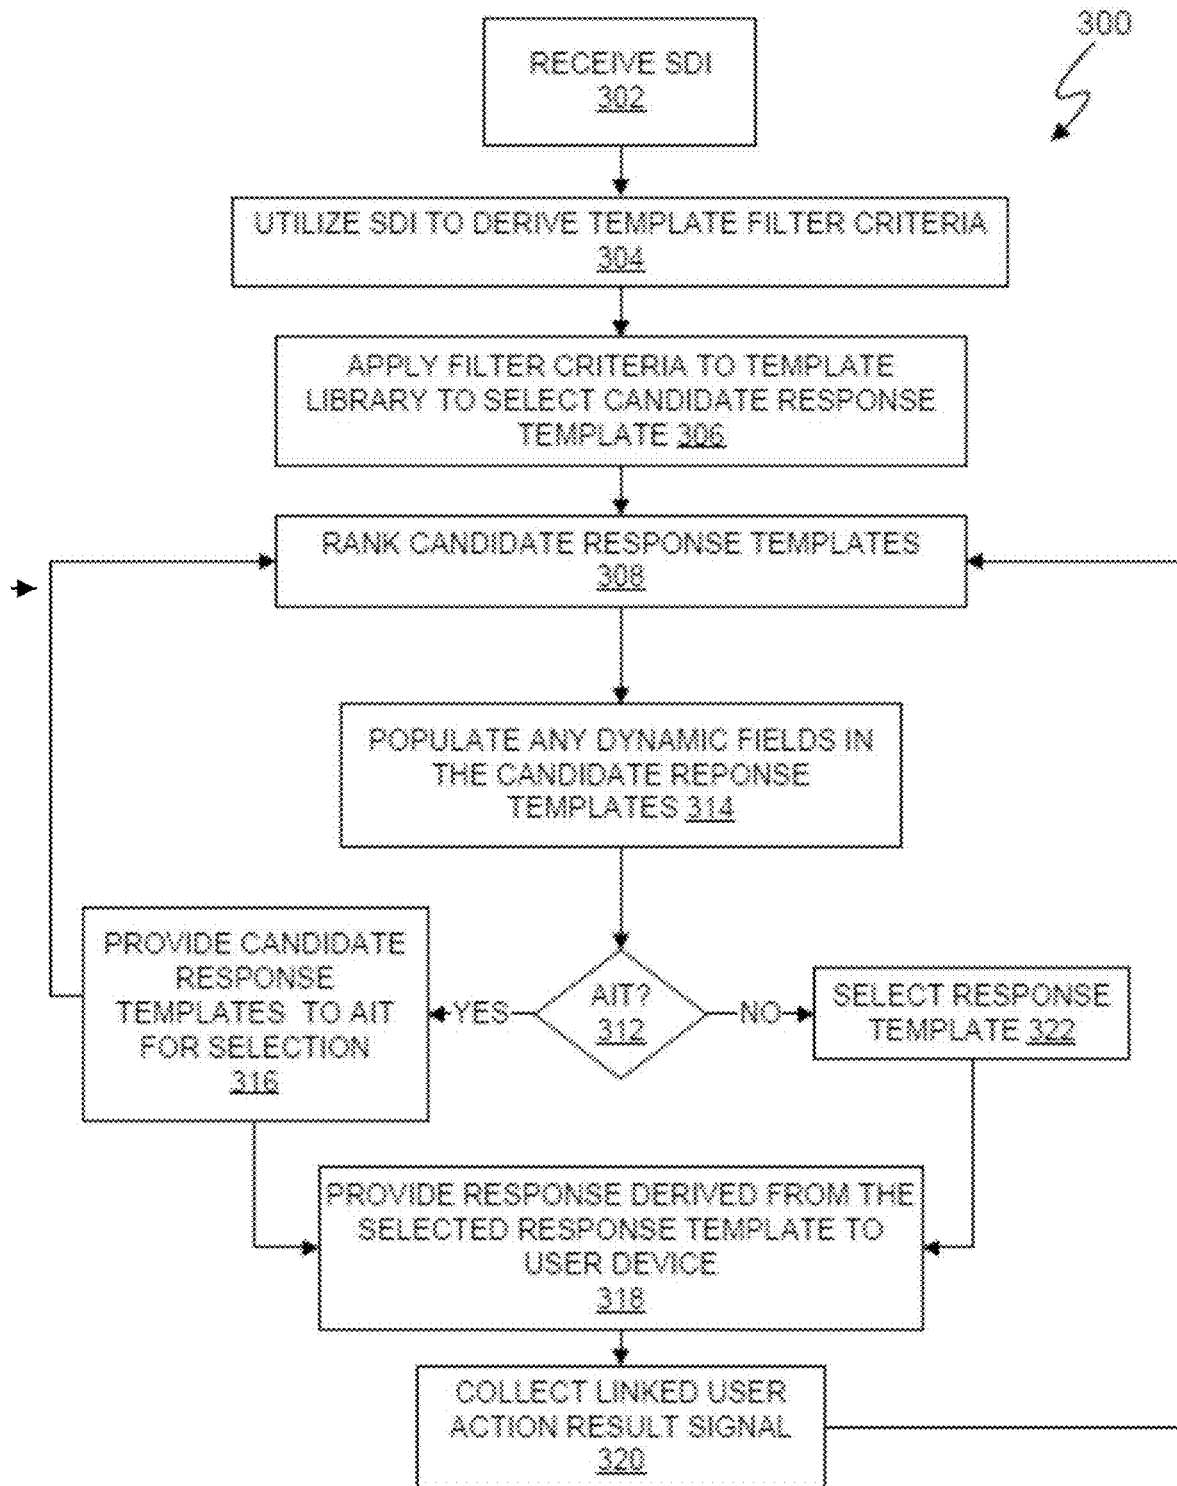 300
RECEIVE SDI
302
UTILIZE SDI TO DERIVE TEMPLATE FILTER CRITERIA
304
APPLY FILTER CRITERIA TO TEMPLATE
LIBRARY TO SELECT CANDIDATE RESPONSE
TEMPLATE 306
RANK CANDIDATE RESPONSE TEMPLATES
308
POPULATE ANY DYNAMIC FIELDS IN
THE CANDIDATE REPONSE
TEMPLATES 314
AIT?
312
YES
NO
PROVIDE CANDIDATE
RESPONSE
TEMPLATES TO AIT
FOR SELECTION
316
SELECT RESPONSE
TEMPLATE 322
PROVIDE RESPONSE DERIVED FROM THE
SELECTED RESPONSE TEMPLATE TO
USER DEVICE
318
COLLECT LINKED USER
ACTION RESULT SIGNAL
320